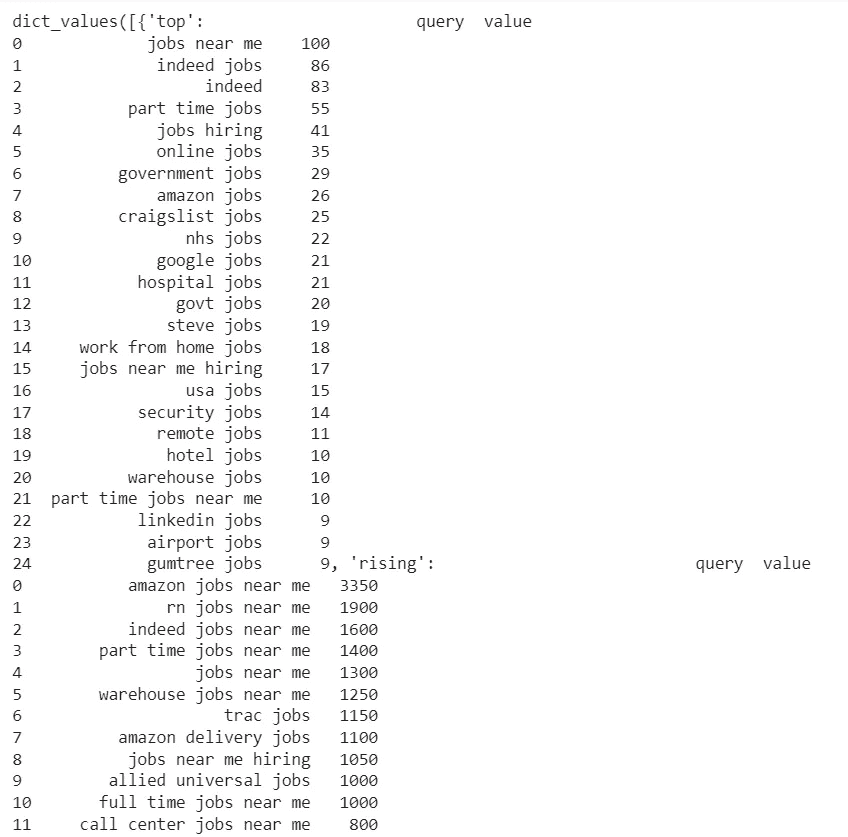 dict_values([{'top':                      query  value
0             jobs near me    100
1              indeed jobs     86
2                   indeed     83
3           part time jobs     55
4              jobs hiring     41
5              online jobs     35
6          government jobs     29
7              amazon jobs     26
8          craigslist jobs     25
9                 nhs jobs     22
10             google jobs     21
11           hospital jobs     21
12               govt jobs     20
13              steve jobs     19
14     work from home jobs     18
15     jobs near me hiring     17
16                usa jobs     15
17           security jobs     14
18             remote jobs     11
19              hotel jobs     10
20          warehouse jobs     10
21  part time jobs near me     10
22           linkedin jobs      9
23            airport jobs      9
24            gumtree jobs      9, 'rising':                           query  value
0           amazon jobs near me   3350
1               rn jobs near me   1900
2           indeed jobs near me   1600
3        part time jobs near me   1400
4                  jobs near me   1300
5        warehouse jobs near me   1250
6                     trac jobs   1150
7          amazon delivery jobs   1100
8           jobs near me hiring   1050
9         allied universal jobs   1000
10       full time jobs near me   1000
11     call center jobs near me    800